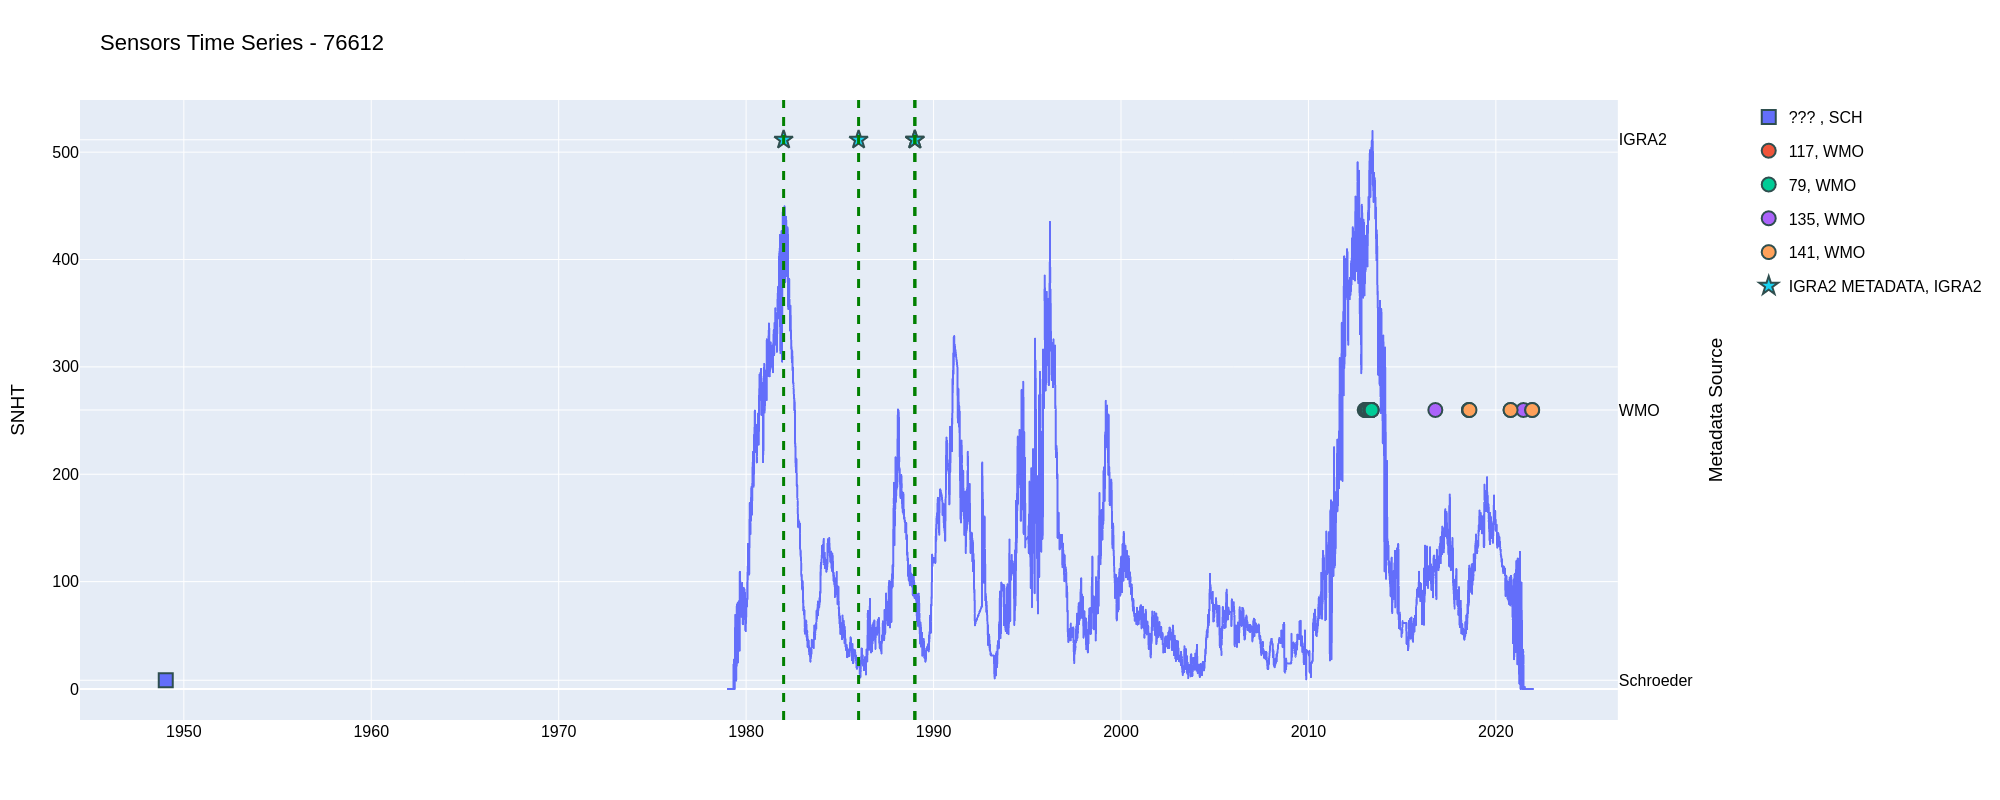 Sensors Time Series - 76612
SNHT
500
400
300
200
100
0
1950
1960
1970
1980
1990
2000
2010
2020
IGRA2
WMO
Schroeder
Metadata Source
??? , SCH
117, WMO
79, WMO
135, WMO
141, WMO
IGRA2 METADATA, IGRA2